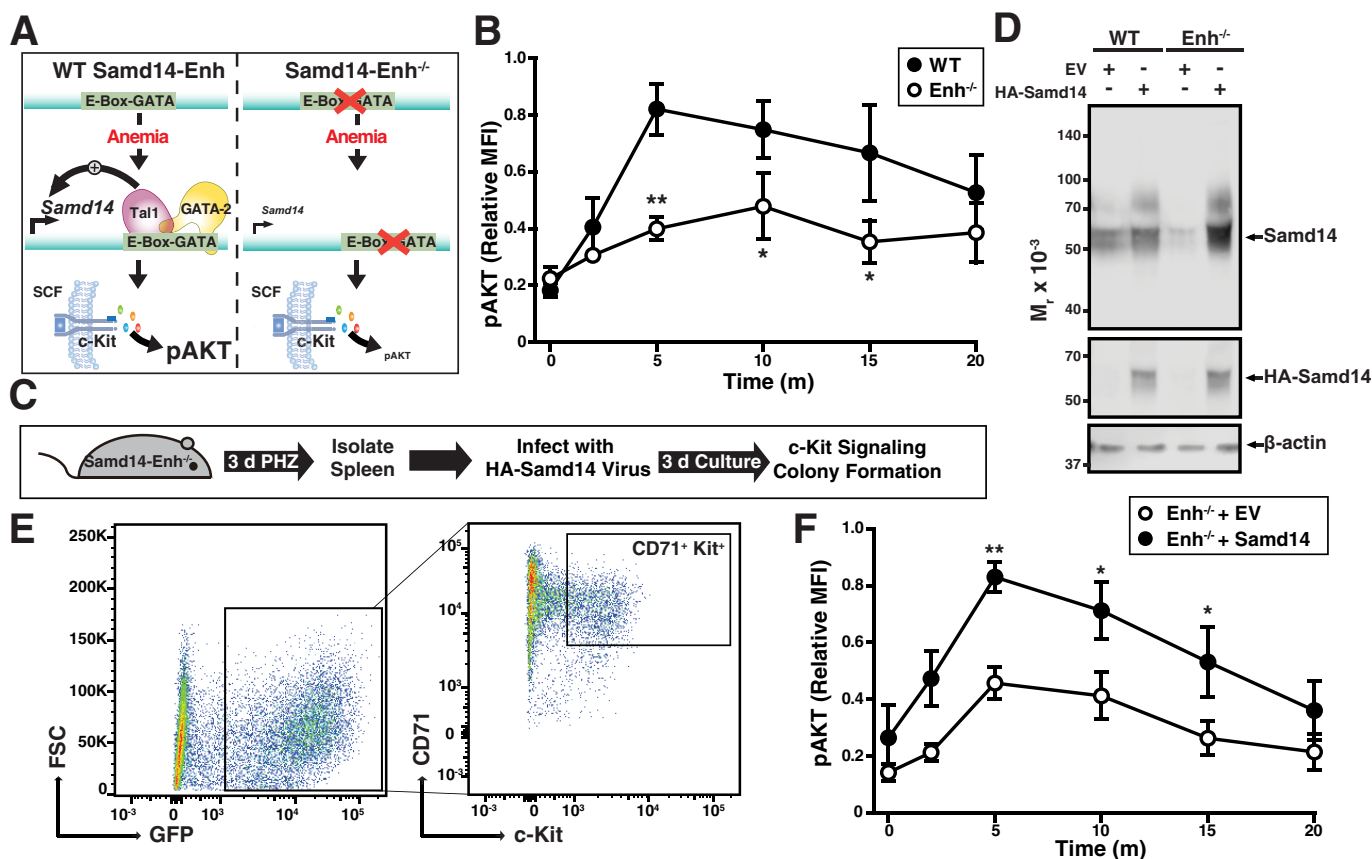 A
WT Samd14-Enh
Samd14-Enh-/-
E-Box-GATA
E-Box-GATA
Anemia
Anemia
+
Samd14
Tal1
GATA-2
Samd14
E-Box-GATA
E-Box-GATA
SCF
c-Kit
pAKT
SCF
c-Kit
pAKT
B
pAKT (Relative MFI)
1.0
0.8
0.6
0.4
0.2
0
WT
Enh-/-
**
*
*
0 5 10 15 20
Time (m)
C
Samd14-Enh-/-
3 d PHZ
Isolate
Spleen
Infect with
HA-Samd14 Virus
3 d Culture
c-Kit Signaling
Colony Formation
D
WT Enh-/-
EV + - + -
HA-Samd14 - + - +
Mr x 10-3
140
100
70
50
40
Samd14
70
50
HA-Samd14
37
β-actin
E
FSC
250K
200K
150K
100K
50K
0
10-3 0 103 104 105
GFP
CD71
105
104
103
0
10-3
CD71+ Kit+
10-3 0 103 104 105
c-Kit
F
pAKT (Relative MFI)
1.0
0.8
0.6
0.4
0.2
0
Enh-/- + EV
Enh-/- + Samd14
**
*
*
0 5 10 15 20
Time (m)